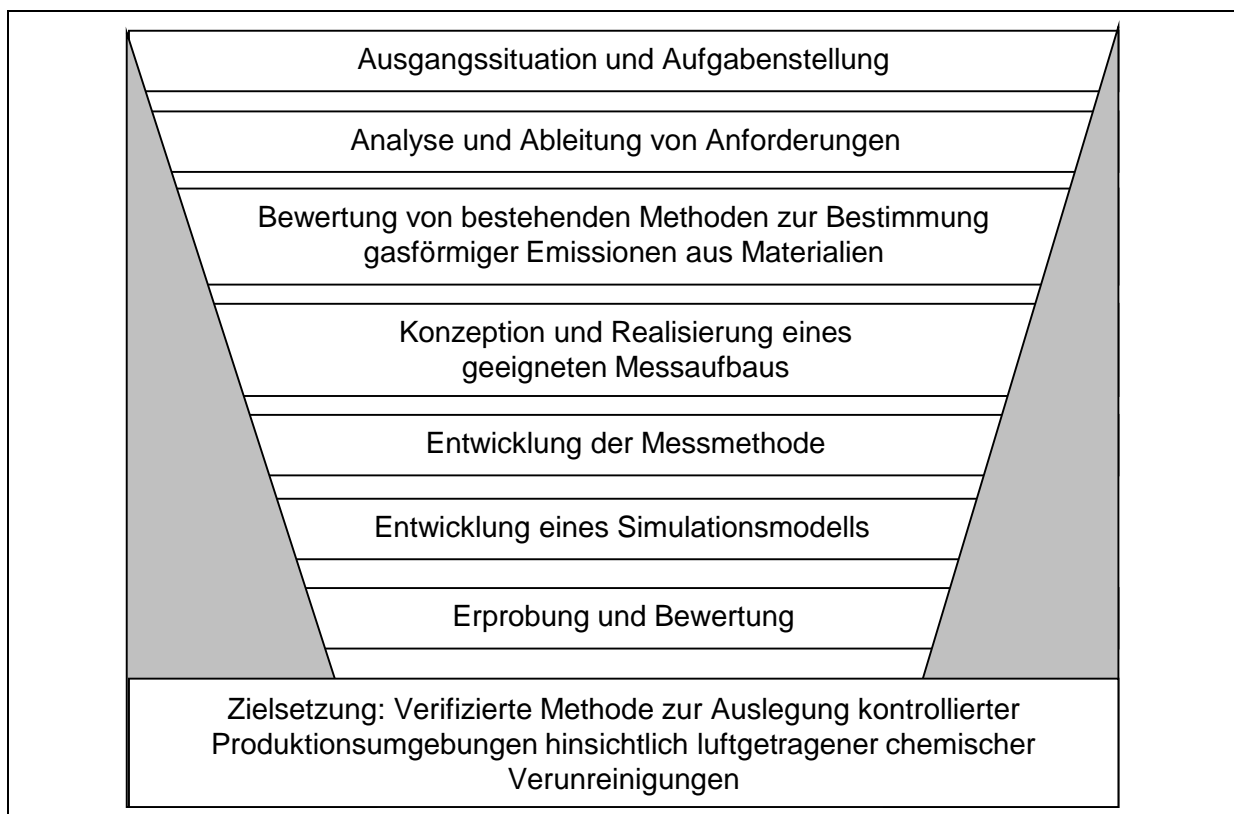 Ausgangssituation und Aufgabenstellung
Analyse und Ableitung von Anforderungen
Bewertung von bestehenden Methoden zur Bestimmung
gasförmiger Emissionen aus Materialien
Konzeption und Realisierung eines
geeigneten Messaufbaus
Entwicklung der Messmethode
Entwicklung eines Simulationsmodells
Erprobung und Bewertung
Zielsetzung: Verifizierte Methode zur Auslegung kontrollierter
Produktionsumgebungen hinsichtlich luftgetragener chemischer
Verunreinigungen